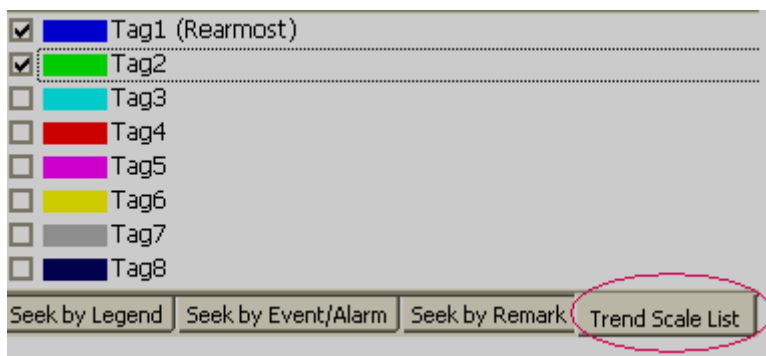 Tag1 (Rearmost)
Tag2
Tag3
Tag4
Tag5
Tag6
Tag7
Tag8
Seek by Legend Seek by Event/Alarm Seek by Remark Trend Scale List